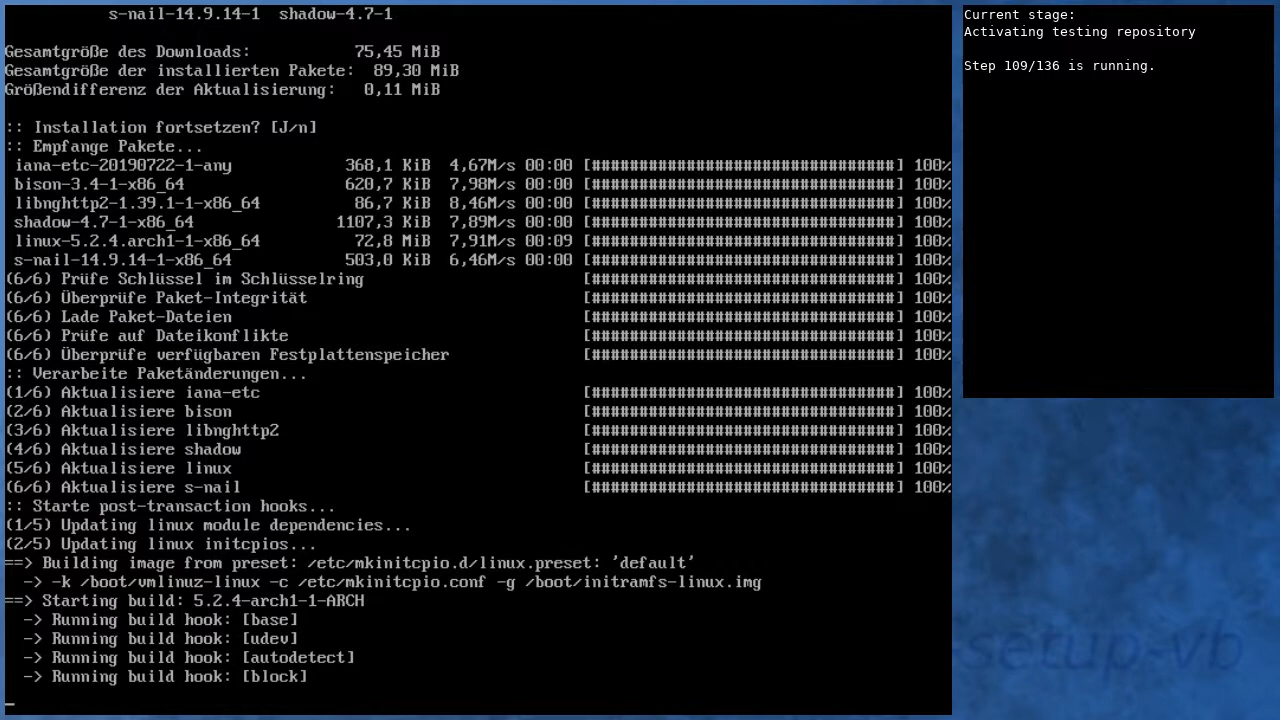 s-nail-14.9.14-1  shadow-4.7-1
Gesamtgröße des Downloads:           75,45 MiB
Gesamtgröße der installierten Pakete:  89,30 MiB
Größendifferenz der Aktualisierung:   0,11 MiB
:: Installation fortsetzen? [J/n]
:: Empfange Pakete...
iana-etc-20190722-1-any            368,1 KiB  4,67M/s 00:00 [################################] 100%
bison-3.4-1-x86_64                 620,7 KiB  7,98M/s 00:00 [################################] 100%
libnghttp2-1.39.1-1-x86_64          86,7 KiB  8,46M/s 00:00 [################################] 100%
shadow-4.7-1-x86_64               1107,3 KiB  7,89M/s 00:00 [################################] 100%
linux-5.2.4.arch1-1-x86_64          72,8 MiB  7,91M/s 00:09 [################################] 100%
s-nail-14.9.14-1-x86_64            503,0 KiB  6,46M/s 00:00 [################################] 100%
(6/6) Prüfe Schlüssel im Schlüsselring                       [################################] 100%
(6/6) Überprüfe Paket-Integrität                             [################################] 100%
(6/6) Lade Paket-Dateien                                     [################################] 100%
(6/6) Prüfe auf Dateikonflikte                               [################################] 100%
(6/6) Überprüfe verfügbaren Festplattenspeicher              [################################] 100%
:: Verarbeite Paketänderungen...
(1/6) Aktualisiere iana-etc                                  [################################] 100%
(2/6) Aktualisiere bison                                     [################################] 100%
(3/6) Aktualisiere libnghttp2                                [################################] 100%
(4/6) Aktualisiere shadow                                    [################################] 100%
(5/6) Aktualisiere linux                                     [################################] 100%
(6/6) Aktualisiere s-nail                                    [################################] 100%
:: Starte post-transaction hooks...
(1/5) Updating linux module dependencies...
(2/5) Updating linux initcpios...
==> Building image from preset: /etc/mkinitcpio.d/linux.preset: 'default'
-> -k /boot/vmlinuz-linux -c /etc/mkinitcpio.conf -g /boot/initramfs-linux.img
==> Starting build: 5.2.4-arch1-1-ARCH
-> Running build hook: [base]
-> Running build hook: [udev]
-> Running build hook: [autodetect]
-> Running build hook: [block]
_
Current stage:
Activating testing repository
Step 109/136 is running.
-setup-vb